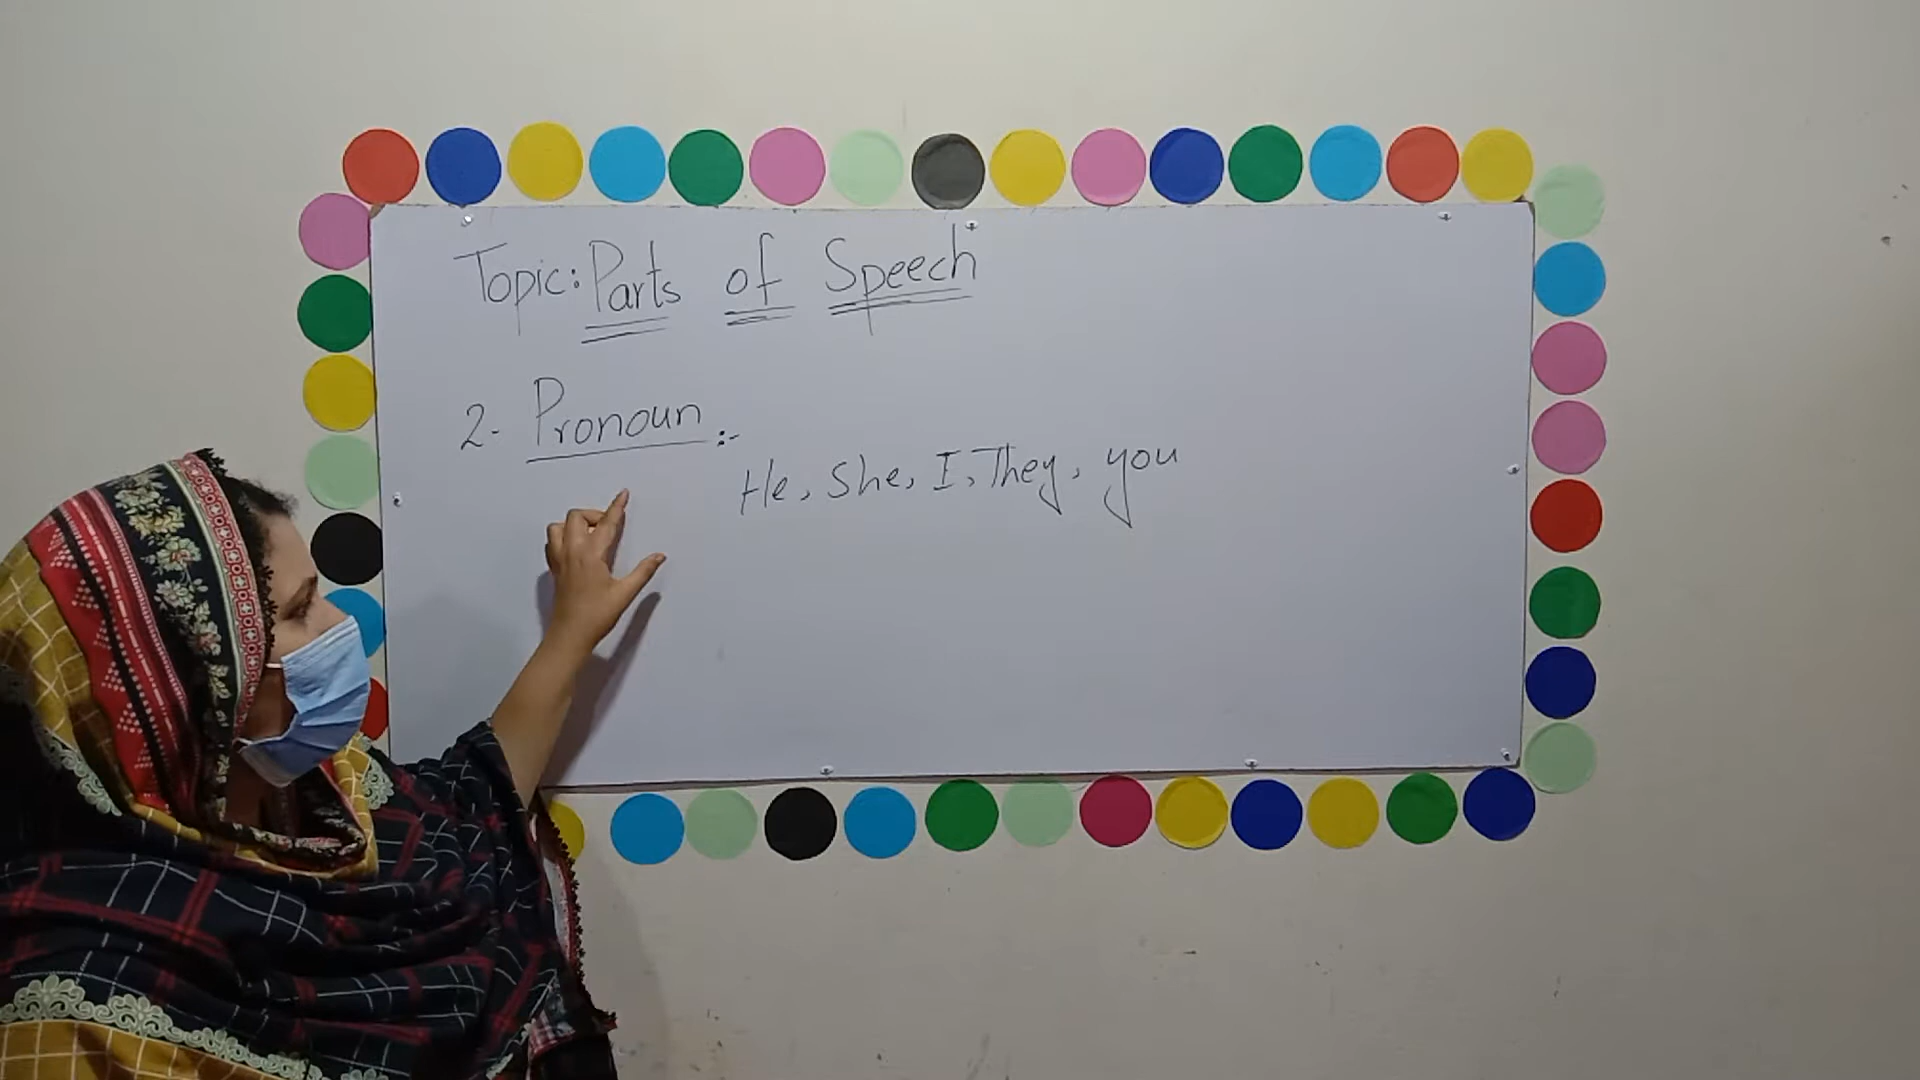 Topic: Parts of Speech
2- Pronoun :-
He, She, I, They, you